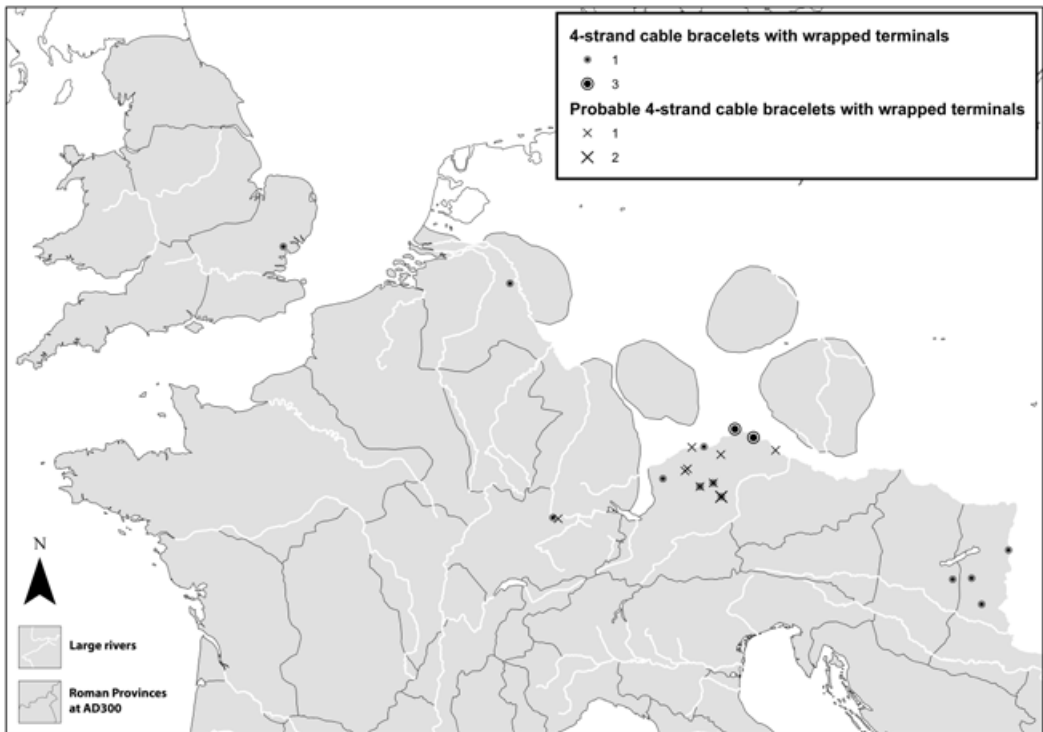 4-strand cable bracelets with wrapped terminals
1
3
Probable 4-strand cable bracelets with wrapped terminals
1
2
N
Large rivers
Roman Provinces
at AD300